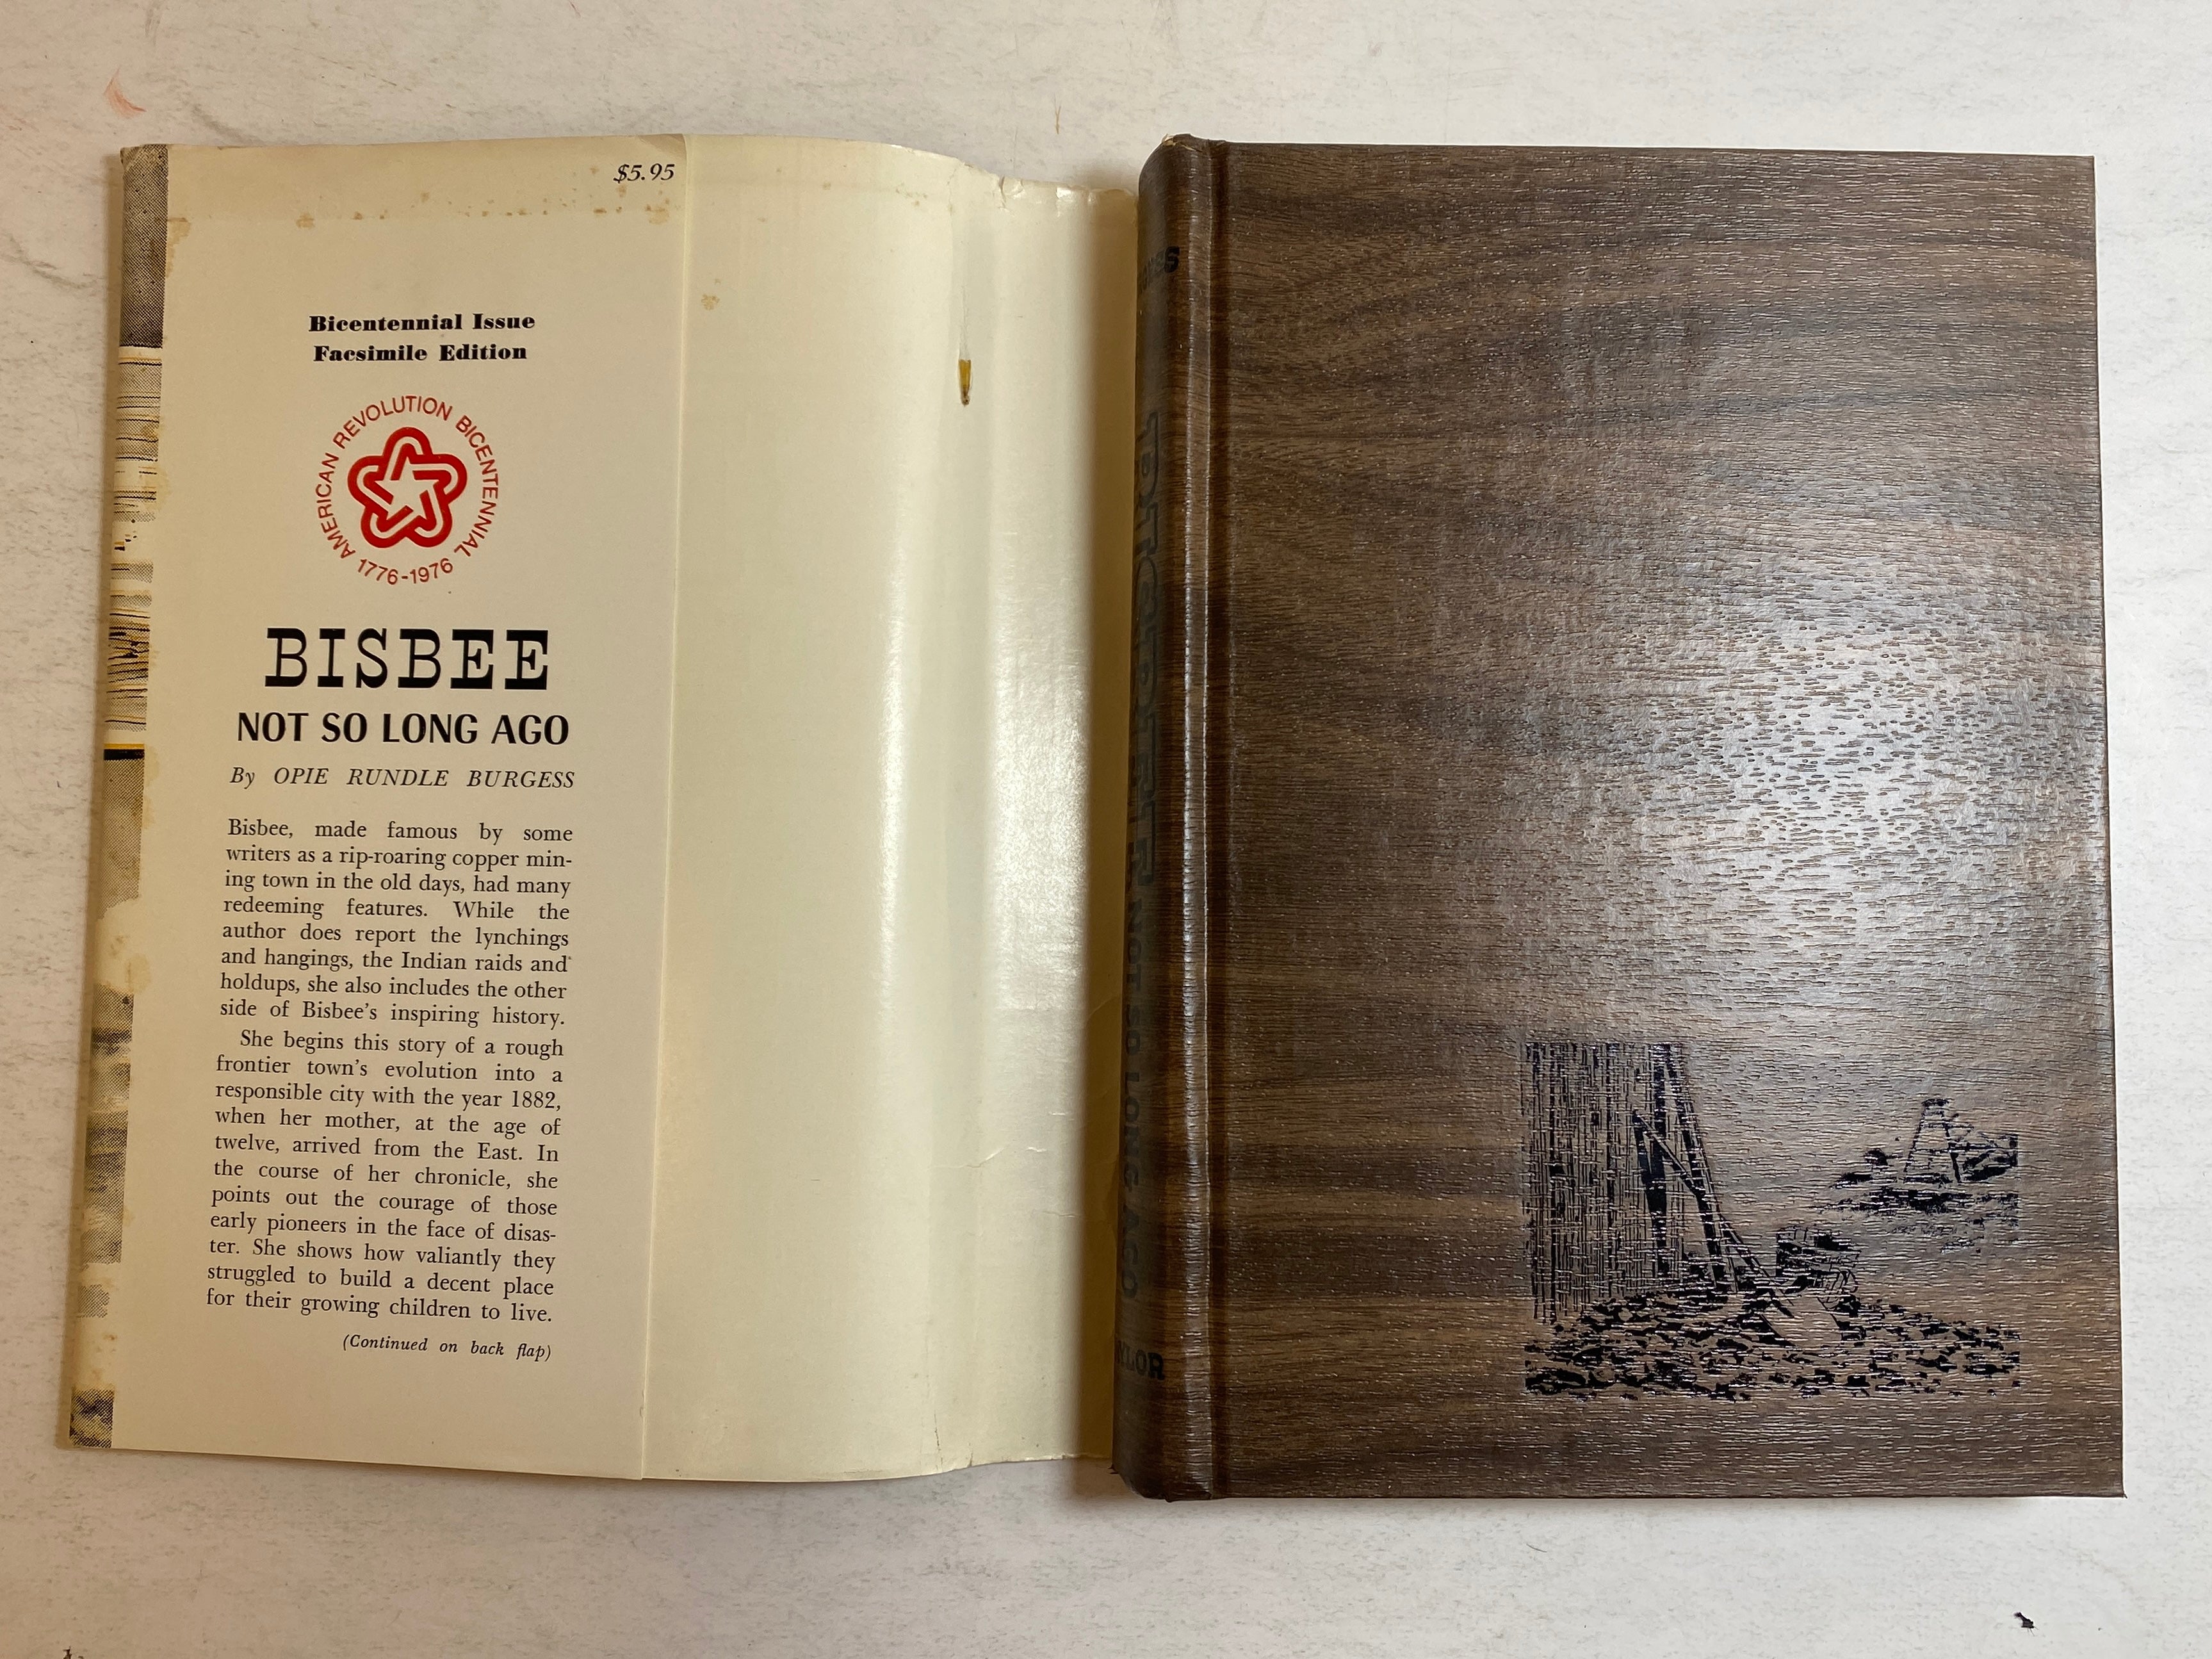 $5.95
Bicentennial Issue
Facsimile Edition
AMERICAN REVOLUTION BICENTENNIAL
1776-1976
BISBEE
NOT SO LONG AGO
By OPIE RUNDLE BURGESS
Bisbee, made famous by some
writers as a rip-roaring copper min-
ing town in the old days, had many
redeeming features. While the
author does report the lynchings
and hangings, the Indian raids and
holdups, she also includes the other
side of Bisbee's inspiring history.
She begins this story of a rough
frontier town's evolution into a
responsible city with the year 1882,
when her mother, at the age of
twelve, arrived from the East. In
the course of her chronicle, she
points out the courage of those
early pioneers in the face of disas-
ter. She shows how valiantly they
struggled to build a decent place
for their growing children to live.
(Continued on back flap)
NOT SO LONG AGO